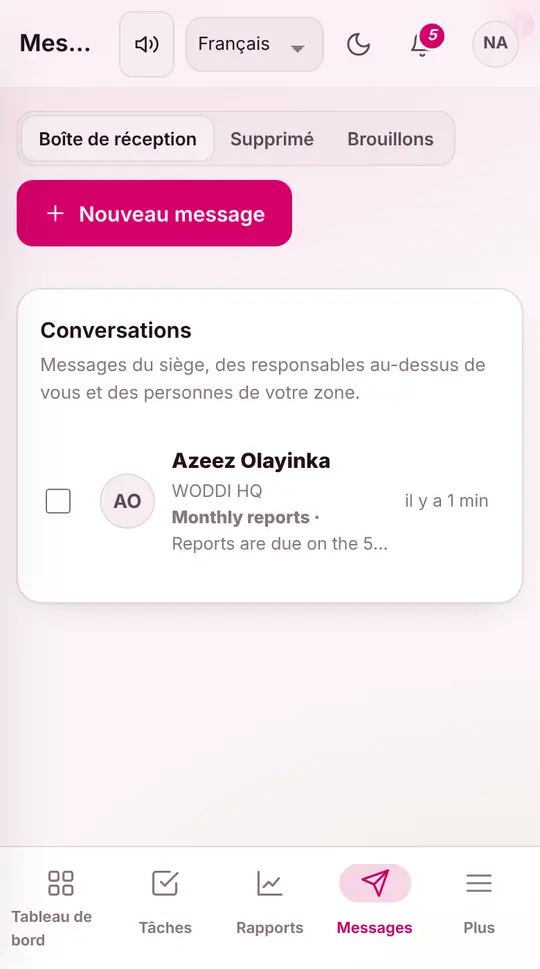 Mes...
Français
5
NA
Boîte de réception
Supprimé
Brouillons
+ Nouveau message
Conversations
Messages du siège, des responsables au-dessus de
vous et des personnes de votre zone.
AO
Azeez Olayinka
WODDI HQ
Monthly reports ·
Reports are due on the 5...
il y a 1 min
Tableau de
bord
Tâches
Rapports
Messages
Plus